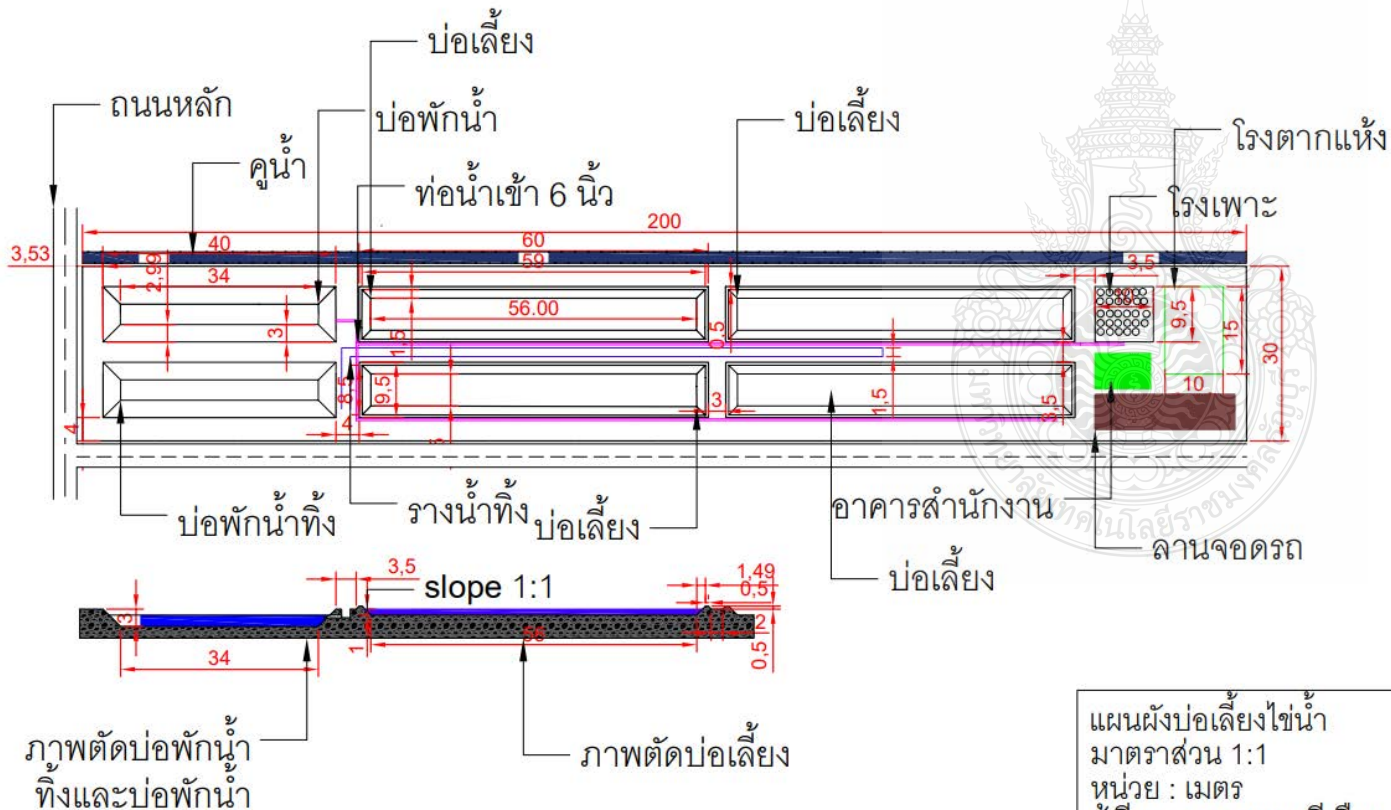 บ่อเลี้ยง
ถนนหลัก
บ่อพักน้ำ
บ่อเลี้ยง
โรงตากแห้ง
คูน้ำ
ท่อน้ำเข้า 6 นิ้ว
โรงเพาะ
200
3,53
40
60
59
3,5
2,99
34
56.00
3
1,5
0,5
9,5
15
30
10
8,5
9,5
3
1,5
3,5
4
4
บ่อพักน้ำทิ้ง
รางน้ำทิ้ง
บ่อเลี้ยง
อาคารสำนักงาน
ลานจอดรถ
บ่อเลี้ยง
3,5
slope 1:1
1,49
0,5
3
2
34
1
56
0,5
ภาพตัดบ่อพักน้ำ
ทิ้งและบ่อพักน้ำ
ภาพตัดบ่อเลี้ยง
แผนผังบ่อเลี้ยงไข่น้ำ
มาตราส่วน 1:1
หน่วย : เมตร